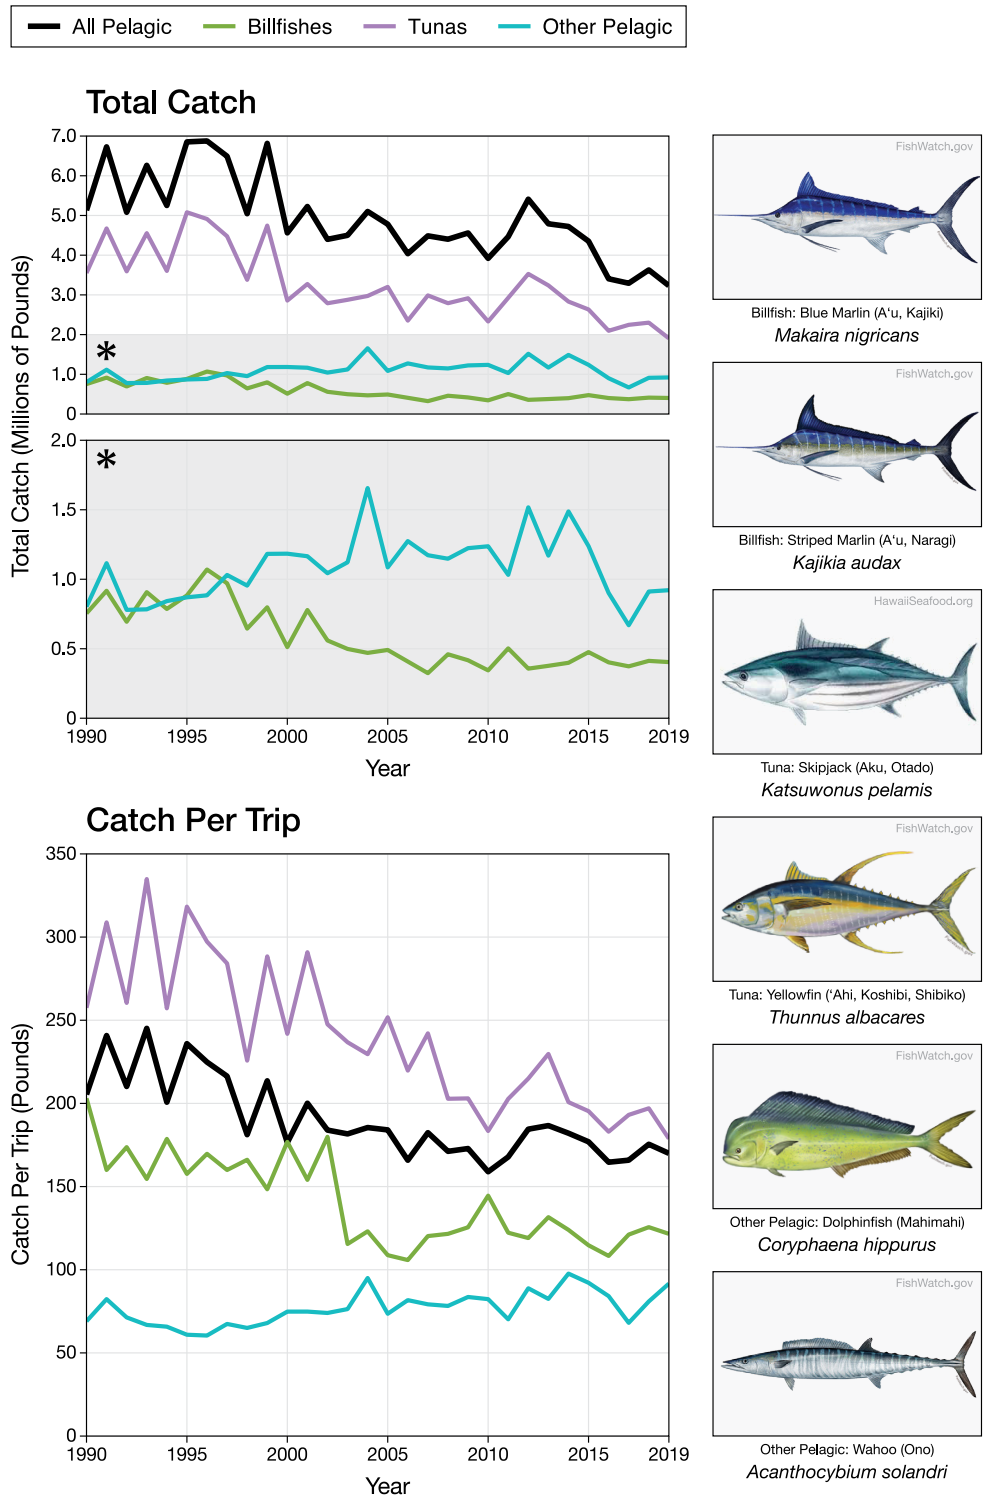 All Pelagic Billfishes Tunas Other Pelagic
Total Catch
7.0
6.0
5.0
4.0
3.0
2.0
1.0
0
*
Total Catch (Millions of Pounds)
2.0
1.5
1.0
0.5
0
*
1990 1995 2000 2005 2010 2015 2019
Year
Catch Per Trip
350
300
250
200
150
100
50
0
Catch Per Trip (Pounds)
1990 1995 2000 2005 2010 2015 2019
Year
FishWatch.gov
Billfish: Blue Marlin (Aʻu, Kajiki)
Makaira nigricans
FishWatch.gov
Billfish: Striped Marlin (Aʻu, Naragi)
Kajikia audax
HawaiiSeafood.org
Tuna: Skipjack (Aku, Otado)
Katsuwonus pelamis
FishWatch.gov
Tuna: Yellowfin (ʻAhi, Koshibi, Shibiko)
Thunnus albacares
FishWatch.gov
Other Pelagic: Dolphinfish (Mahimahi)
Coryphaena hippurus
FishWatch.gov
Other Pelagic: Wahoo (Ono)
Acanthocybium solandri